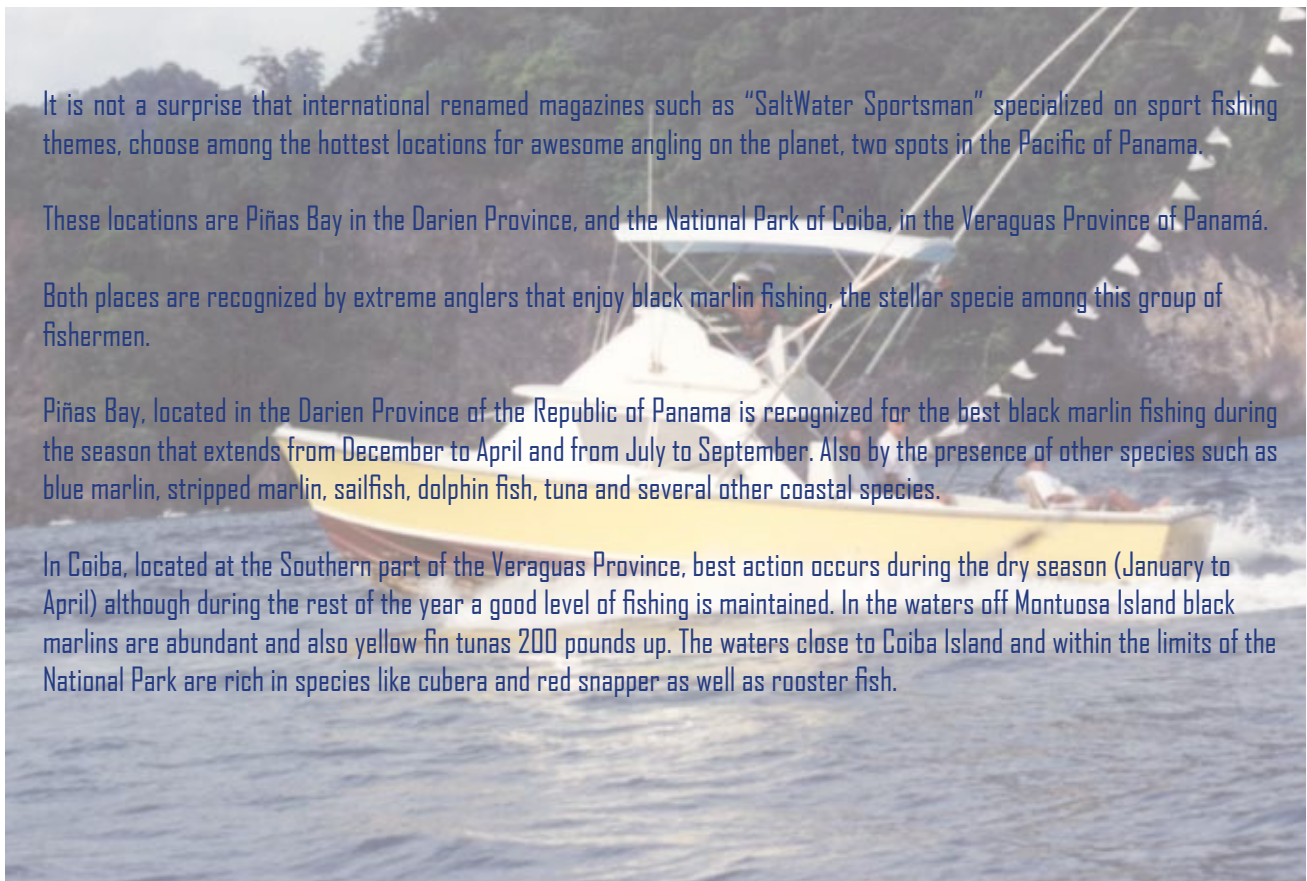 It is not a surprise that international renamed magazines such as “SaltWater Sportsman” specialized on sport fishing
themes, choose among the hottest locations for awesome angling on the planet, two spots in the Pacific of Panama.
These locations are Piñas Bay in the Darien Province, and the National Park of Coiba, in the Veraguas Province of Panamá.
Both places are recognized by extreme anglers that enjoy black marlin fishing, the stellar specie among this group of
fishermen.
Piñas Bay, located in the Darien Province of the Republic of Panama is recognized for the best black marlin fishing during
the season that extends from December to April and from July to September. Also by the presence of other species such as
blue marlin, stripped marlin, sailfish, dolphin fish, tuna and several other coastal species.
In Coiba, located at the Southern part of the Veraguas Province, best action occurs during the dry season (January to
April) although during the rest of the year a good level of fishing is maintained. In the waters off Montuosa Island black
marlins are abundant and also yellow fin tunas 200 pounds up. The waters close to Coiba Island and within the limits of the
National Park are rich in species like cubera and red snapper as well as rooster fish.